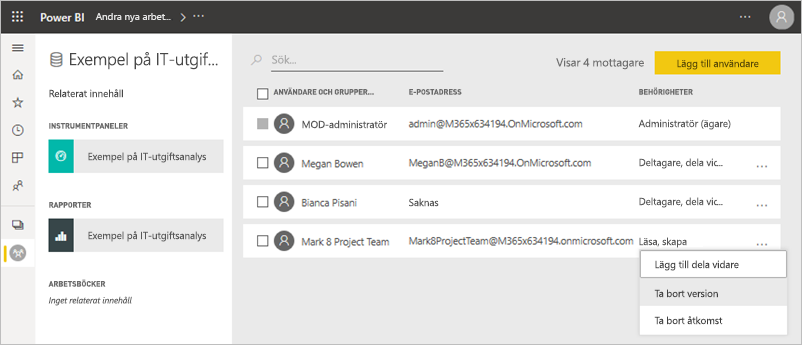 Power BI Andra nya arbet... > ...
...
Exempel på IT-utgif...
Relaterat innehåll
INSTRUMENTPANELER
Exempel på IT-utgiftsanalys
RAPPORTER
Exempel på IT-utgiftsanalys
ARBETSBÖCKER
Inget relaterat innehåll
Sök...
Visar 4 mottagare
Lägg till användare
ANVÄNDARE OCH GRUPPER... E-POSTADRESS BEHÖRIGHETER
MOD-administratör admin@M365x634194.OnMicrosoft.com Administratör (ägare)
Megan Bowen MeganB@M365x634194.OnMicrosoft.com Deltagare, dela vic... ...
Bianca Pisani Saknas Deltagare, dela vic... ...
Mark 8 Project Team Mark8ProjectTeam@M365x634194.onmicrosoft.com Läsa, skapa ...
Lägg till dela vidare
Ta bort version
Ta bort åtkomst